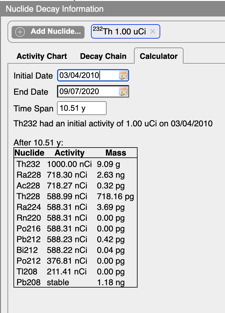 Nuclide Decay Information
Add Nuclide...
²³²Th 1.00 uCi ×
Activity Chart Decay Chain Calculator
Initial Date 03/04/2010
End Date 09/07/2020
Time Span 10.51 y
Th232 had an initial activity of 1.00 uCi on 03/04/2010
After 10.51 y:
Nuclide Activity Mass
Th232 1000.00 nCi 9.09 g
Ra228 718.30 nCi 2.63 ng
Ac228 718.27 nCi 0.32 pg
Th228 588.99 nCi 718.16 pg
Ra224 588.31 nCi 3.69 pg
Rn220 588.31 nCi 0.00 pg
Po216 588.31 nCi 0.00 pg
Pb212 588.23 nCi 0.42 pg
Bi212 588.22 nCi 0.04 pg
Po212 376.81 nCi 0.00 pg
Tl208 211.41 nCi 0.00 pg
Pb208 stable 1.18 ng